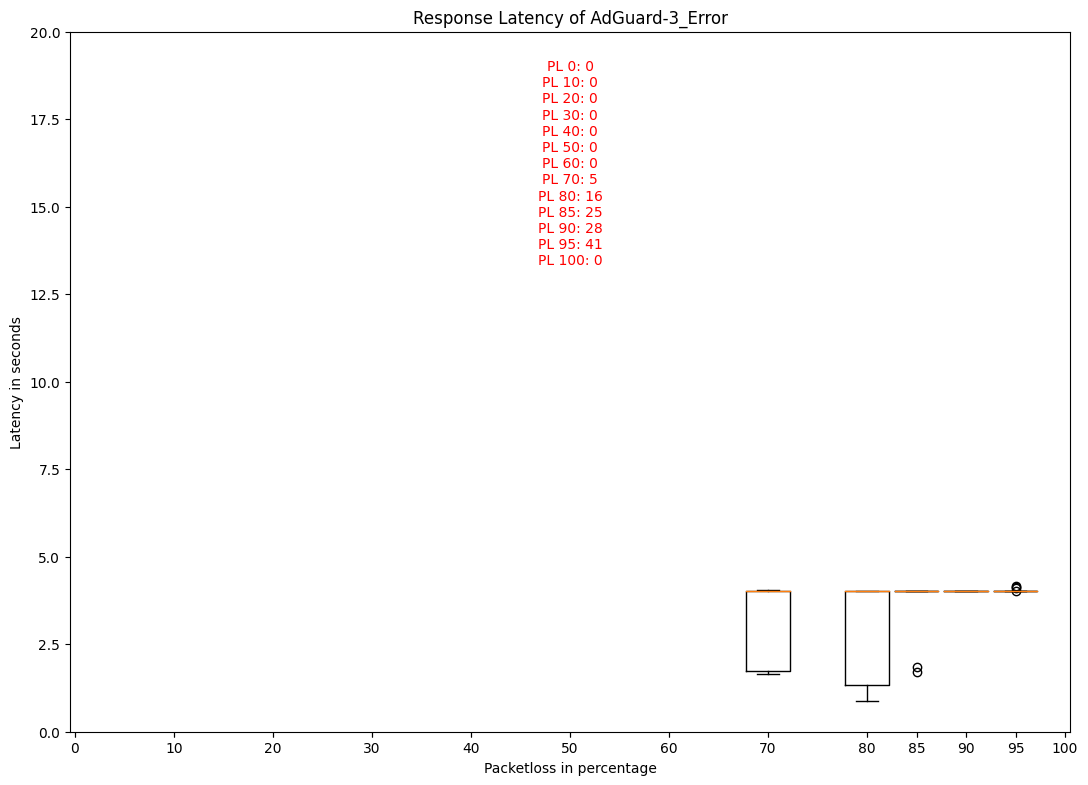 Response Latency of AdGuard-3_Error
20.0
17.5
15.0
12.5
10.0
7.5
5.0
2.5
0.0
Latency in seconds
PL 0: 0
PL 10: 0
PL 20: 0
PL 30: 0
PL 40: 0
PL 50: 0
PL 60: 0
PL 70: 5
PL 80: 16
PL 85: 25
PL 90: 28
PL 95: 41
PL 100: 0
0 10 20 30 40 50 60 70 80 85 90 95 100
Packetloss in percentage